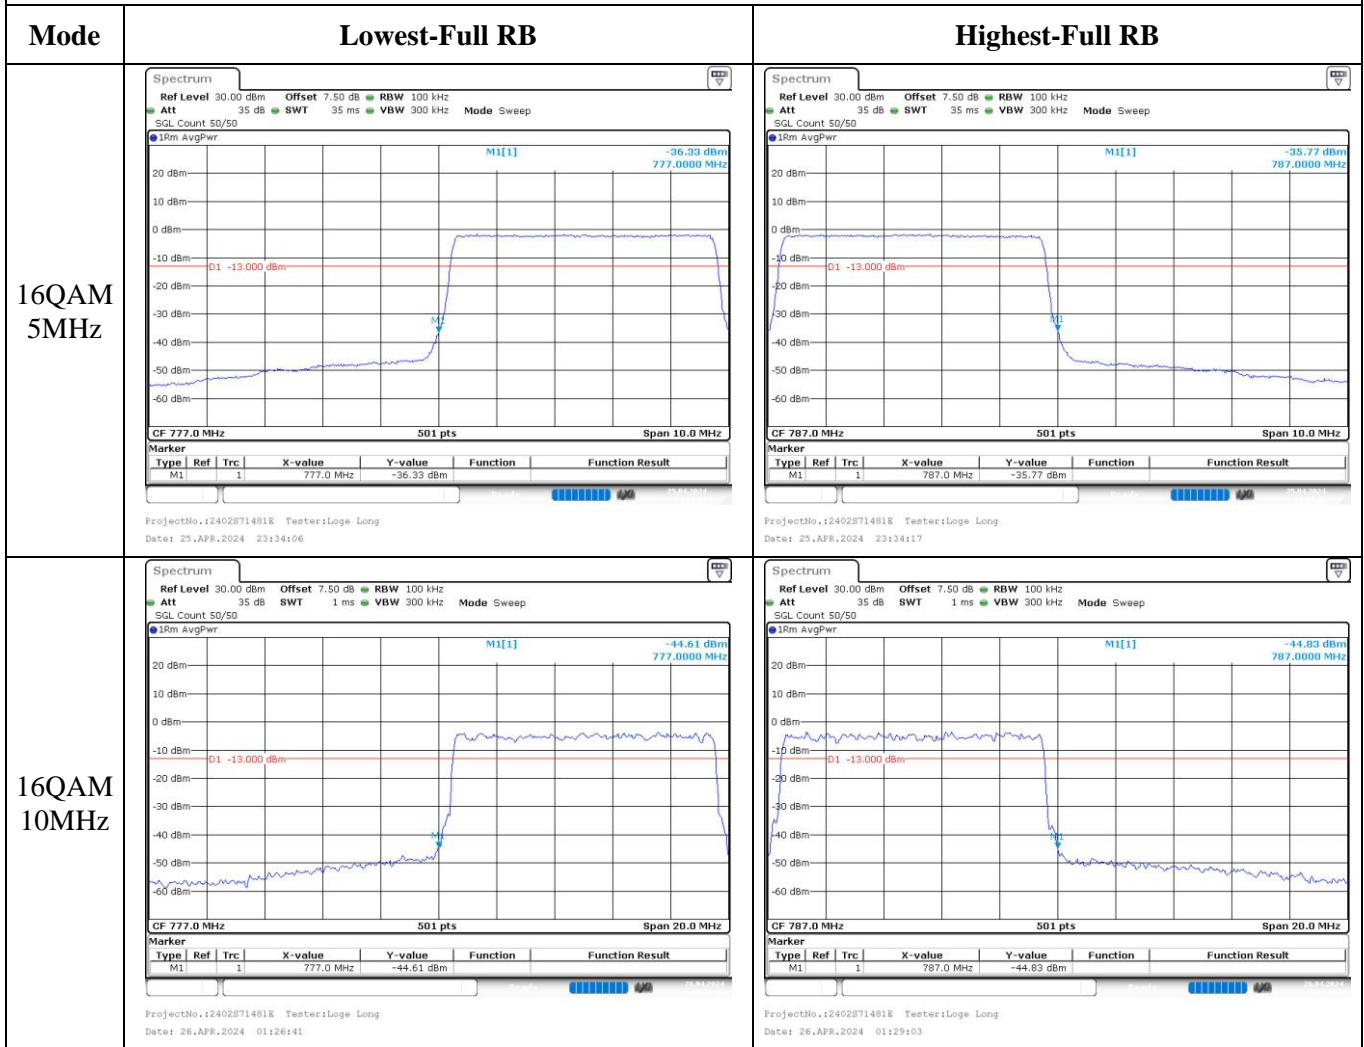 Mode Lowest-Full RB Highest-Full RB
16QAM
5MHz
Spectrum
Ref Level 30.00 dBm Offset 7.50 dB RBW 100 kHz
Att 35 dB SWT 35 ms VBW 300 kHz Mode Sweep
SGL Count 50/50
1Rm AvgPwr
M1[1] -36.33 dBm
777.0000 MHz
20 dBm
10 dBm
0 dBm
-10 dBm
D1 -13.000 dBm
-20 dBm
-30 dBm
M1
-40 dBm
-50 dBm
-60 dBm
CF 777.0 MHz 501 pts Span 10.0 MHz
Marker
Type Ref Trc X-value Y-value Function Function Result
M1 1 777.0 MHz -36.33 dBm
ProjectNo.:2402S71481E Tester:Loge Long
Date: 25.APR.2024 23:34:06
Spectrum
Ref Level 30.00 dBm Offset 7.50 dB RBW 100 kHz
Att 35 dB SWT 35 ms VBW 300 kHz Mode Sweep
SGL Count 50/50
1Rm AvgPwr
M1[1] -35.77 dBm
787.0000 MHz
20 dBm
10 dBm
0 dBm
-10 dBm
D1 -13.000 dBm
-20 dBm
-30 dBm
M1
-40 dBm
-50 dBm
-60 dBm
CF 787.0 MHz 501 pts Span 10.0 MHz
Marker
Type Ref Trc X-value Y-value Function Function Result
M1 1 787.0 MHz -35.77 dBm
ProjectNo.:2402S71481E Tester:Loge Long
Date: 25.APR.2024 23:34:17
16QAM
10MHz
Spectrum
Ref Level 30.00 dBm Offset 7.50 dB RBW 100 kHz
Att 35 dB SWT 1 ms VBW 300 kHz Mode Sweep
SGL Count 50/50
1Rm AvgPwr
M1[1] -44.61 dBm
777.0000 MHz
20 dBm
10 dBm
0 dBm
-10 dBm
D1 -13.000 dBm
-20 dBm
-30 dBm
-40 dBm
M1
-50 dBm
-60 dBm
CF 777.0 MHz 501 pts Span 20.0 MHz
Marker
Type Ref Trc X-value Y-value Function Function Result
M1 1 777.0 MHz -44.61 dBm
ProjectNo.:2402S71481E Tester:Loge Long
Date: 26.APR.2024 01:26:41
Spectrum
Ref Level 30.00 dBm Offset 7.50 dB RBW 100 kHz
Att 35 dB SWT 1 ms VBW 300 kHz Mode Sweep
SGL Count 50/50
1Rm AvgPwr
M1[1] -44.83 dBm
787.0000 MHz
20 dBm
10 dBm
0 dBm
-10 dBm
D1 -13.000 dBm
-20 dBm
-30 dBm
-40 dBm
M1
-50 dBm
-60 dBm
CF 787.0 MHz 501 pts Span 20.0 MHz
Marker
Type Ref Trc X-value Y-value Function Function Result
M1 1 787.0 MHz -44.83 dBm
ProjectNo.:2402S71481E Tester:Loge Long
Date: 26.APR.2024 01:29:03